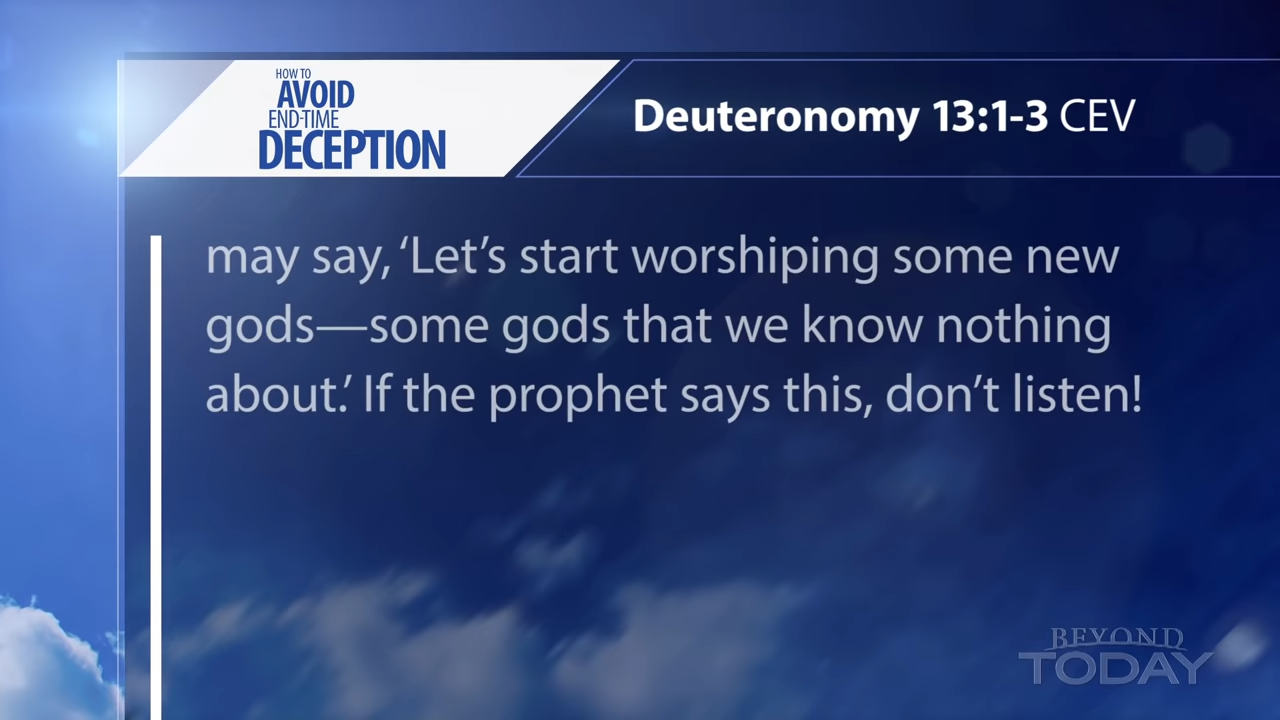 HOW TO
AVOID
END-TIME
DECEPTION
Deuteronomy 13:1-3 CEV
may say, ‘Let’s start worshiping some new
gods—some gods that we know nothing
about.’ If the prophet says this, don’t listen!
BEYOND
TODAY